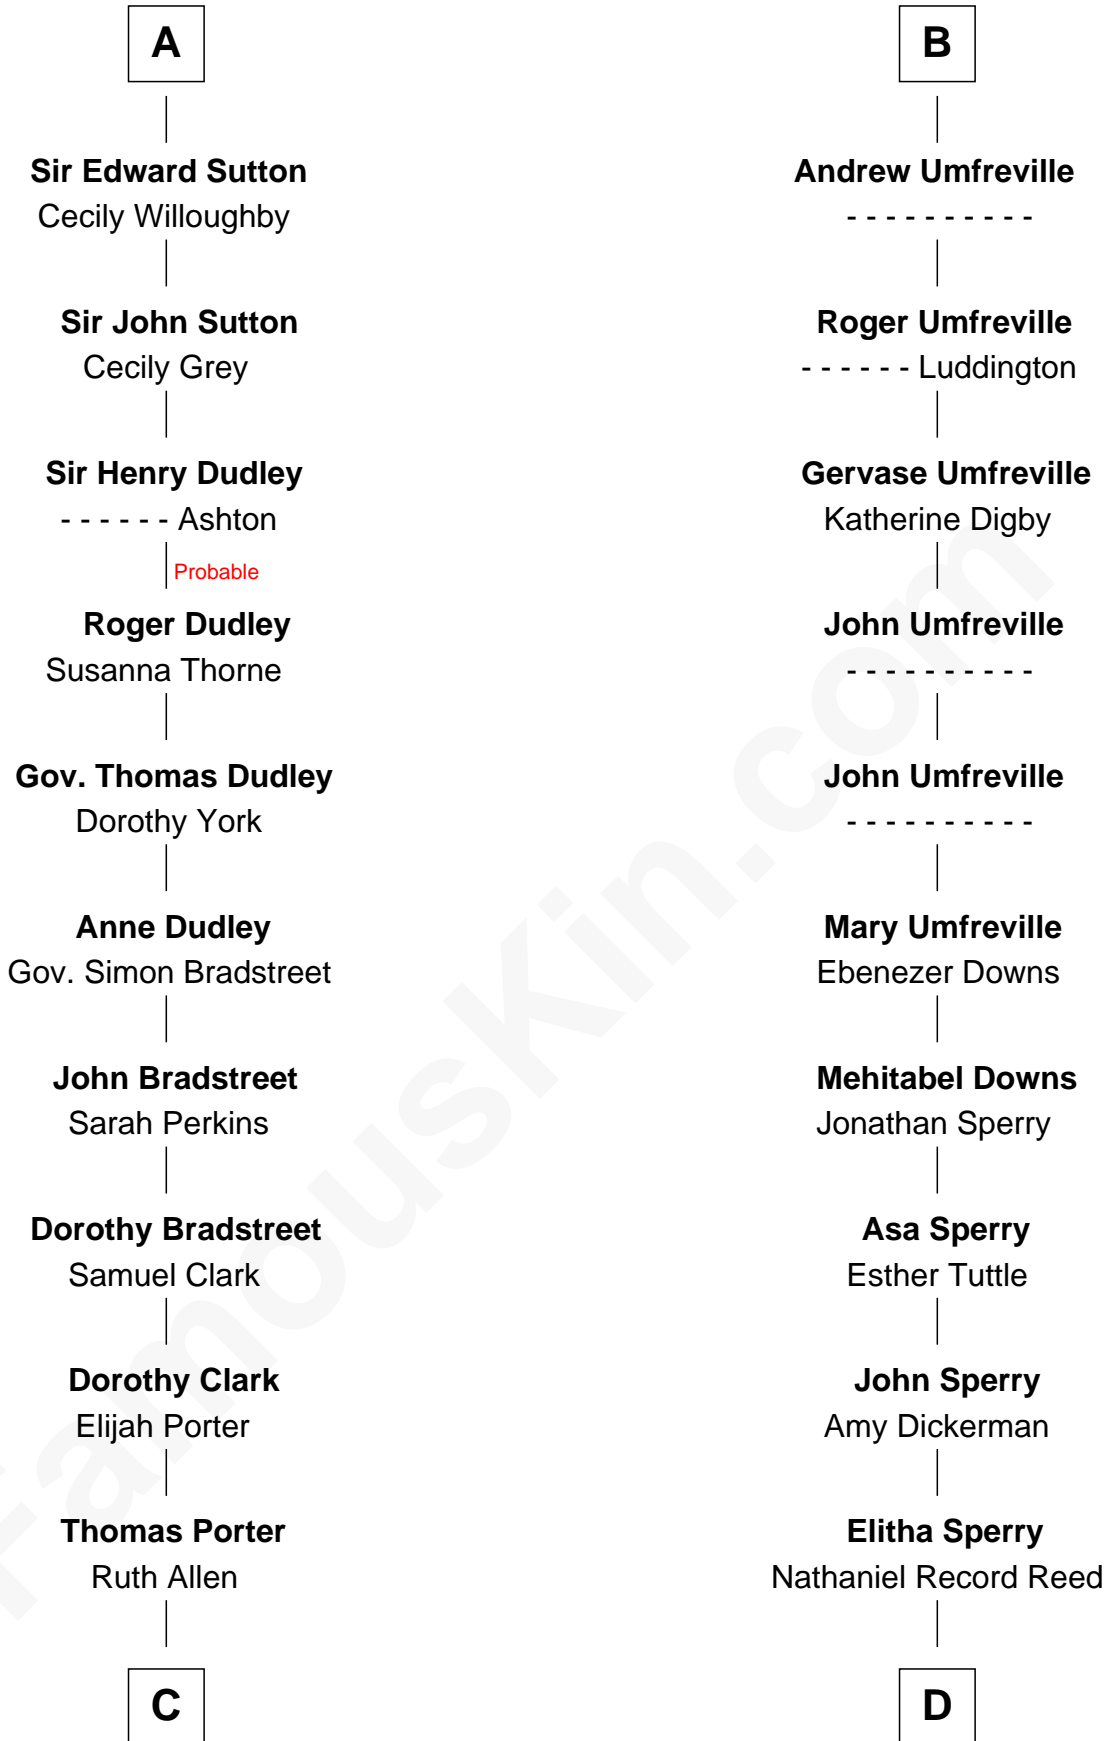 A
Sir Edward Sutton
Cecily Willoughby
Sir John Sutton
Cecily Grey
Sir Henry Dudley
- - - - - - Ashton
Probable
Roger Dudley
Susanna Thorne
Gov. Thomas Dudley
Dorothy York
Anne Dudley
Gov. Simon Bradstreet
John Bradstreet
Sarah Perkins
Dorothy Bradstreet
Samuel Clark
Dorothy Clark
Elijah Porter
Thomas Porter
Ruth Allen
C
B
Andrew Umfreville
- - - - - - - - - -
Roger Umfreville
- - - - - - Luddington
Gervase Umfreville
Katherine Digby
John Umfreville
- - - - - - - - - -
John Umfreville
- - - - - - - - - -
Mary Umfreville
Ebenezer Downs
Mehitabel Downs
Jonathan Sperry
Asa Sperry
Esther Tuttle
John Sperry
Amy Dickerman
Elitha Sperry
Nathaniel Record Reed
D
FamousKin.com